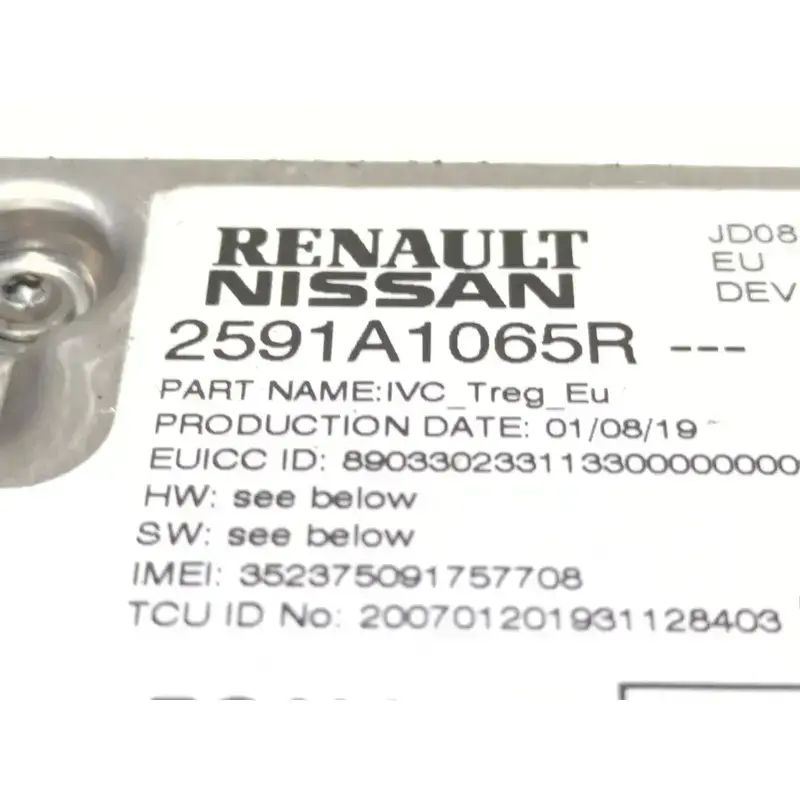 RENAULT
NISSAN
2591A1065R ---
PART NAME:IVC_Treg_Eu
PRODUCTION DATE: 01/08/19
EUICC ID: 8903302331133000000000
HW: see below
SW: see below
IMEI: 352375091757708
TCU ID No: 200701201931128403
JD08
EU
DEV